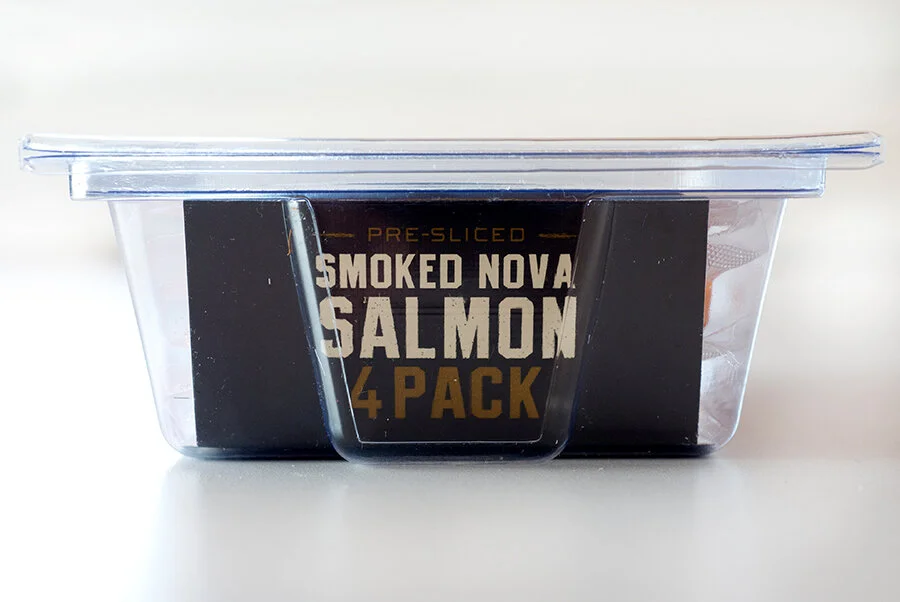 PRE-SLICED
SMOKED NOVA
SALMON
4 PACK